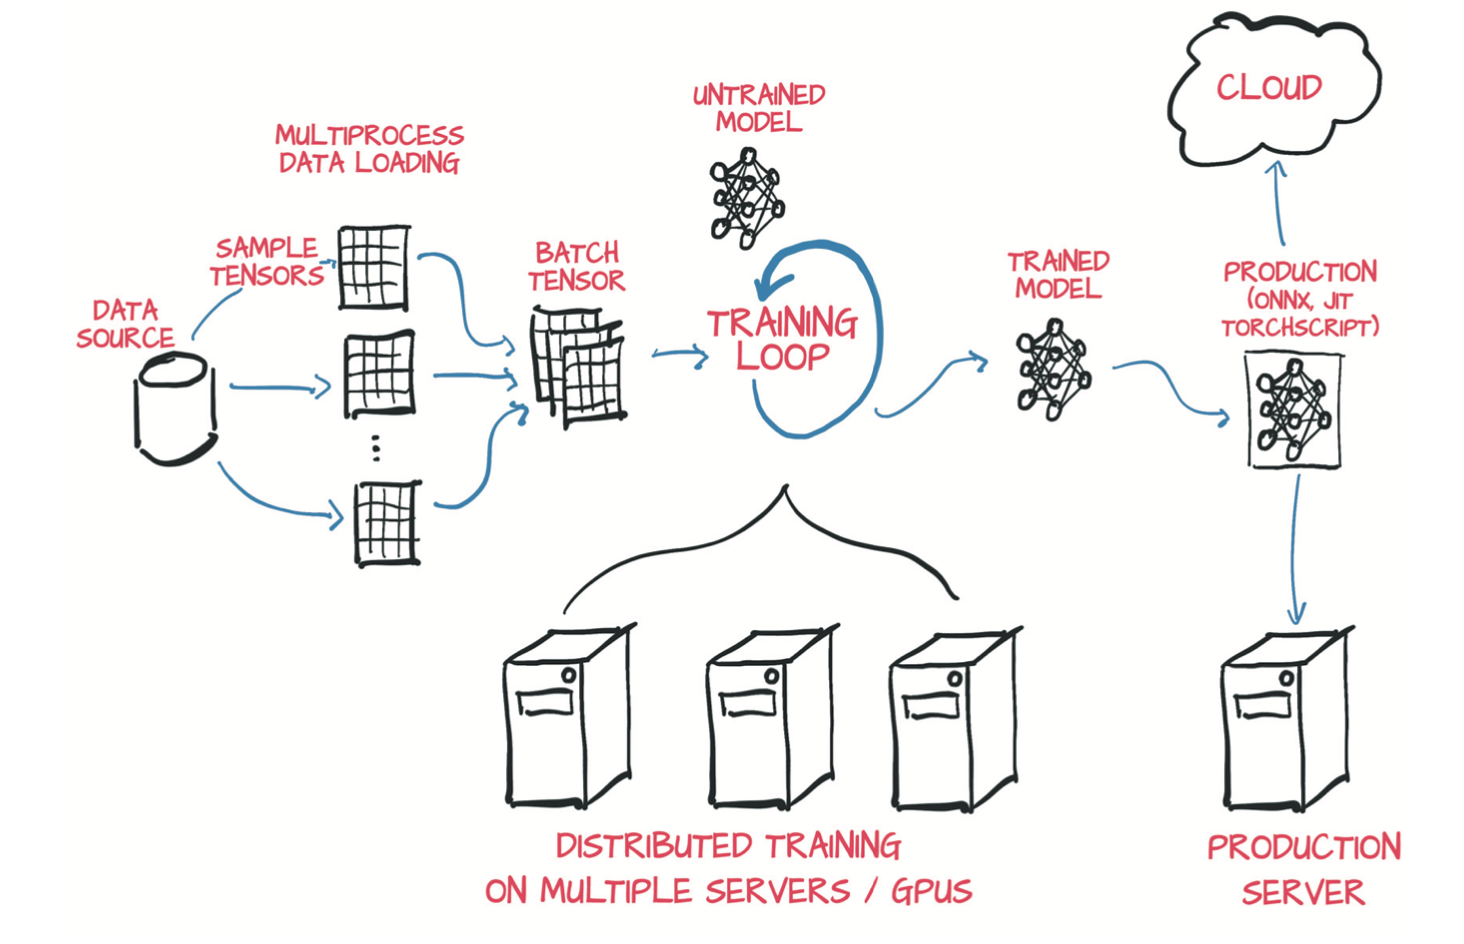 CLOUD
UNTRAINED
MODEL
MULTIPROCESS
DATA LOADING
SAMPLE
TENSORS
BATCH
TENSOR
DATA
SOURCE
TRAINING
LOOP
TRAINED
MODEL
PRODUCTION
(ONNX, JIT
TORCHSCRIPT)
DISTRIBUTED TRAINING
ON MULTIPLE SERVERS / GPUS
PRODUCTION
SERVER